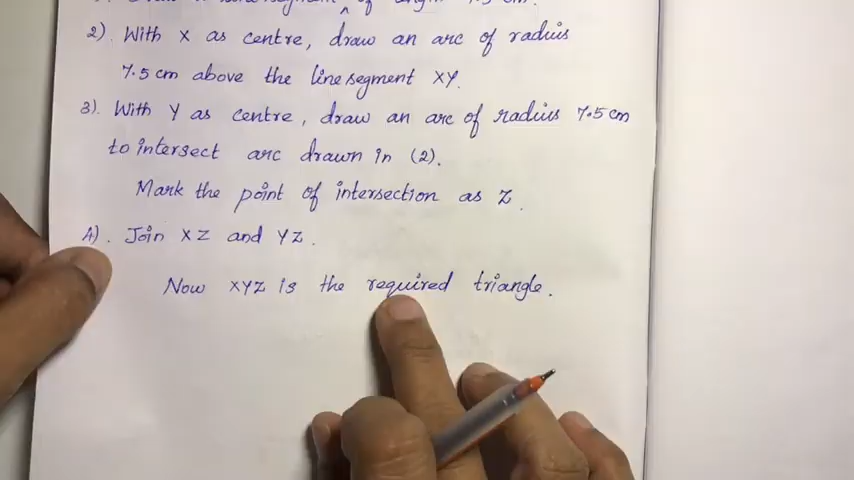 2). With X as centre, draw an arc of radius
7.5 cm above the line segment XY.
3). With Y as centre, draw an arc of radius 7.5 cm
to intersect arc drawn in (2).
Mark the point of intersection as Z.
4). Join XZ and YZ.
Now XYZ is the required triangle.